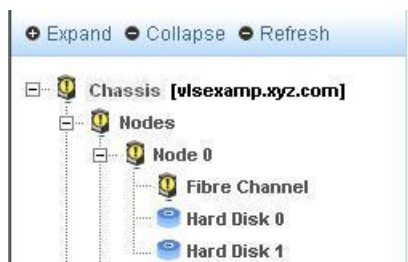 Expand Collapse Refresh
Chassis [vlsexamp.xyz.com]
Nodes
Node 0
Fibre Channel
Hard Disk 0
Hard Disk 1